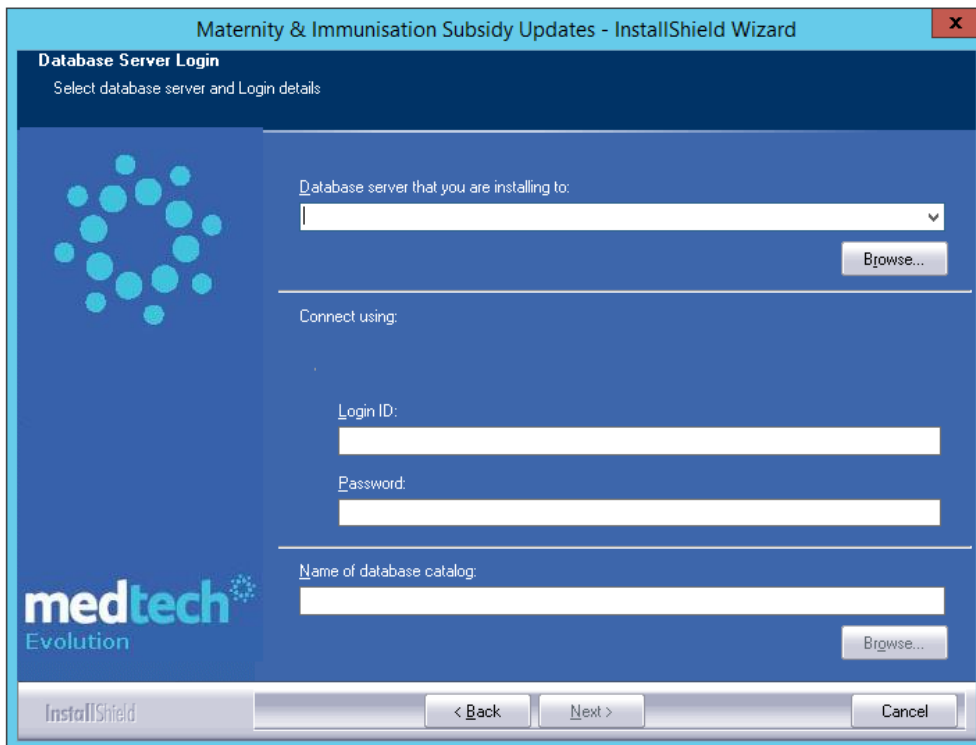 Maternity & Immunisation Subsidy Updates - InstallShield Wizard
x
Database Server Login
Select database server and Login details
Database server that you are installing to:
Browse...
Connect using:
Login ID:
Password:
Name of database catalog:
Browse...
medtech
Evolution
InstallShield
< Back
Next >
Cancel